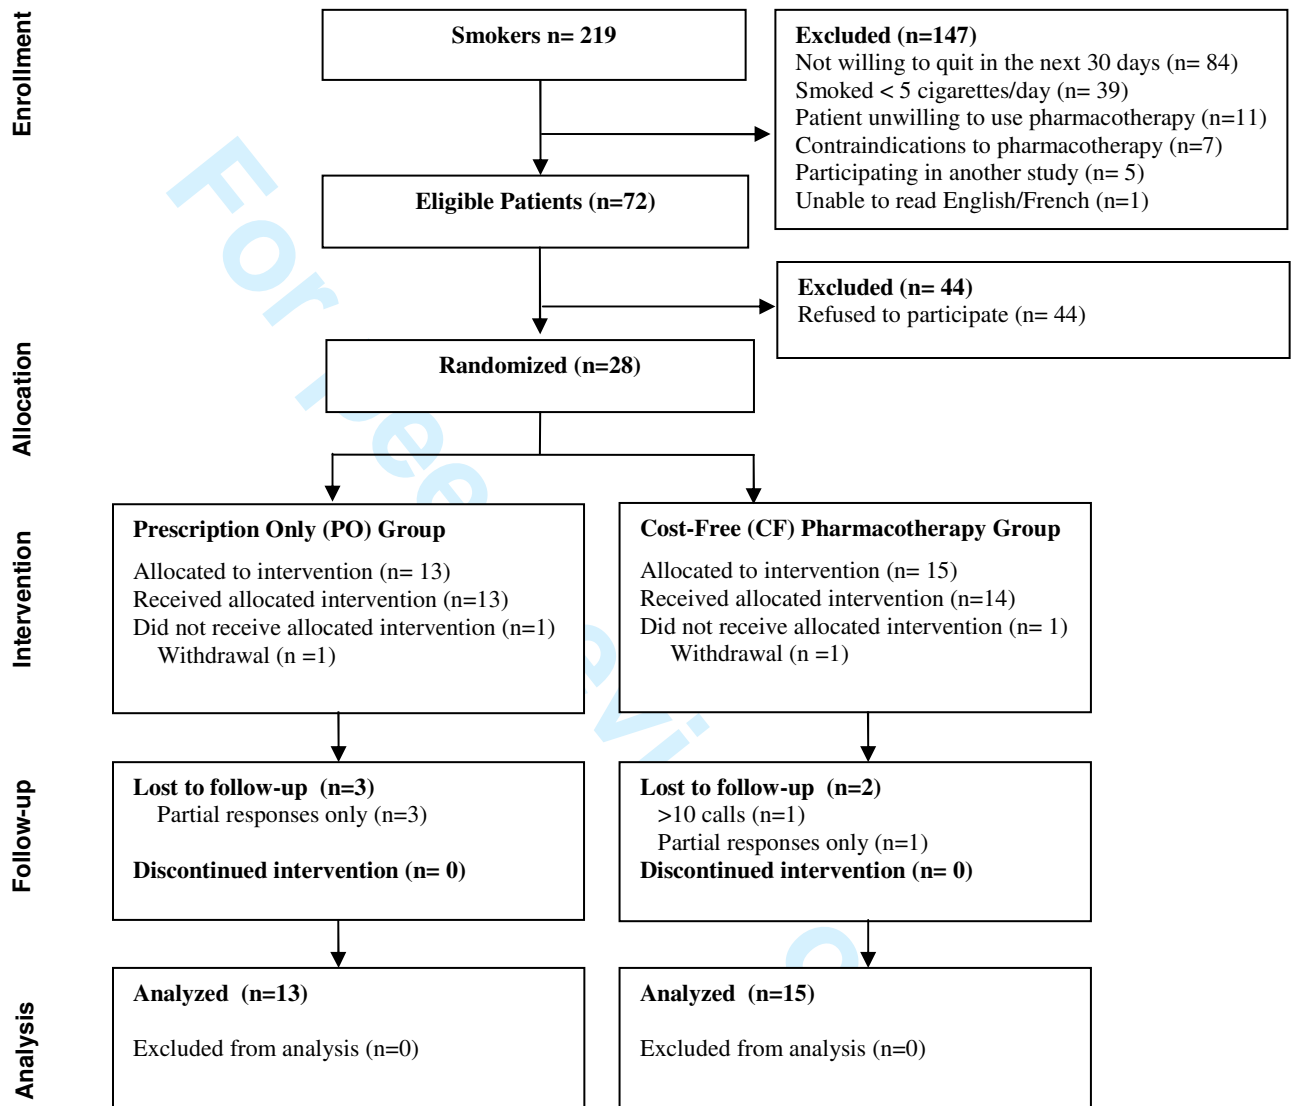 Enrollment
Smokers n= 219
Excluded (n=147)
Not willing to quit in the next 30 days (n= 84)
Smoked < 5 cigarettes/day (n= 39)
Patient unwilling to use pharmacotherapy (n=11)
Contraindications to pharmacotherapy (n=7)
Participating in another study (n= 5)
Unable to read English/French (n=1)
Eligible Patients (n=72)
Excluded (n= 44)
Refused to participate (n= 44)
Allocation
Randomized (n=28)
Intervention
Prescription Only (PO) Group
Allocated to intervention (n= 13)
Received allocated intervention (n=13)
Did not receive allocated intervention (n=1)
Withdrawal (n =1)
Cost-Free (CF) Pharmacotherapy Group
Allocated to intervention (n= 15)
Received allocated intervention (n=14)
Did not receive allocated intervention (n= 1)
Withdrawal (n =1)
Follow-up
Lost to follow-up (n=3)
Partial responses only (n=3)
Discontinued intervention (n= 0)
Lost to follow-up (n=2)
>10 calls (n=1)
Partial responses only (n=1)
Discontinued intervention (n= 0)
Analysis
Analyzed (n=13)
Excluded from analysis (n=0)
Analyzed (n=15)
Excluded from analysis (n=0)
For